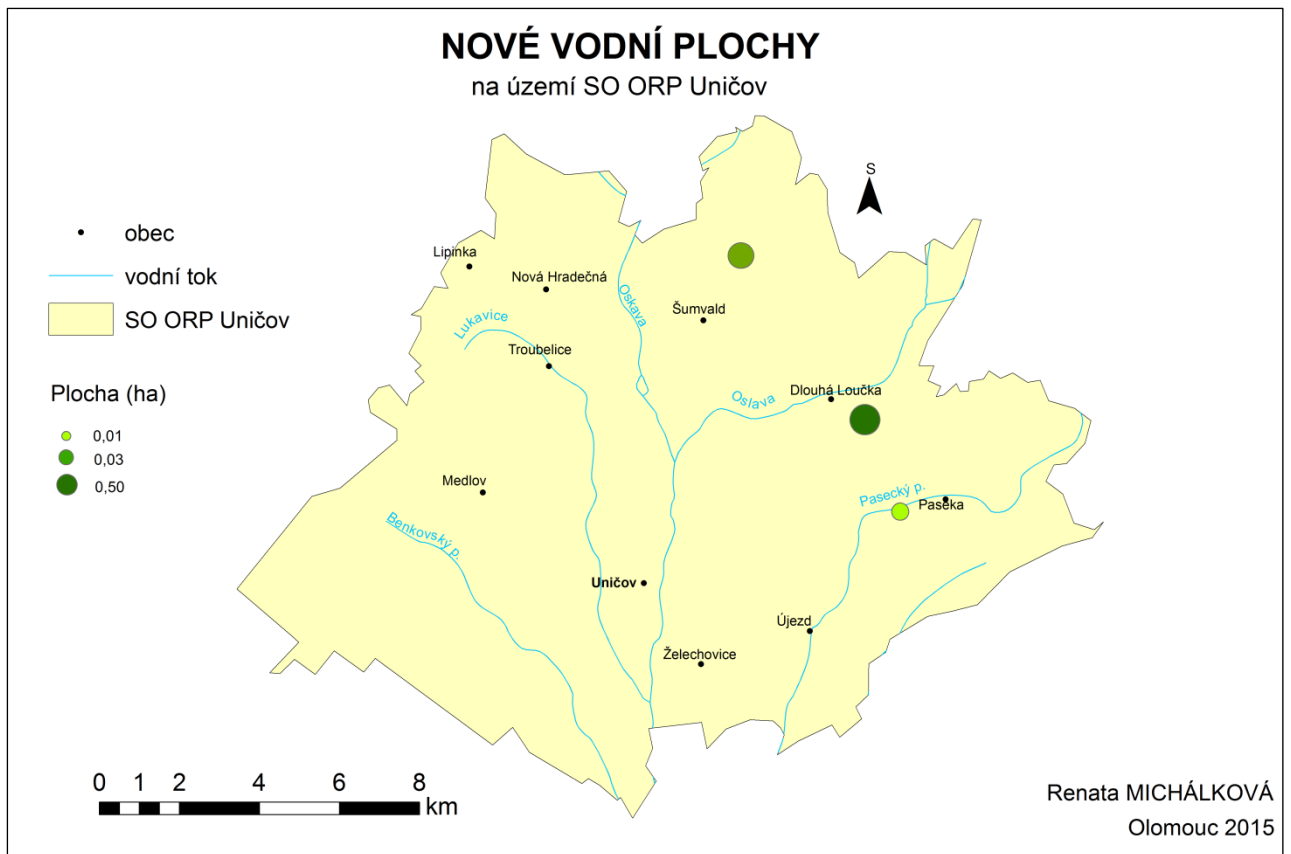 NOVÉ VODNÍ PLOCHY
na území SO ORP Uničov
S
obec
vodní tok
SO ORP Uničov
Plocha (ha)
0,01
0,03
0,50
Lipinka
Nová Hradečná
Oskava
Šumvald
Lukavice
Troubelice
Dlouhá Loučka
Oslava
Medlov
Pasecký p.
Paseka
Benkovský p.
Uničov
Újezd
Želechovice
0 1 2 4 6 8
km
Renata MICHÁLKOVÁ
Olomouc 2015